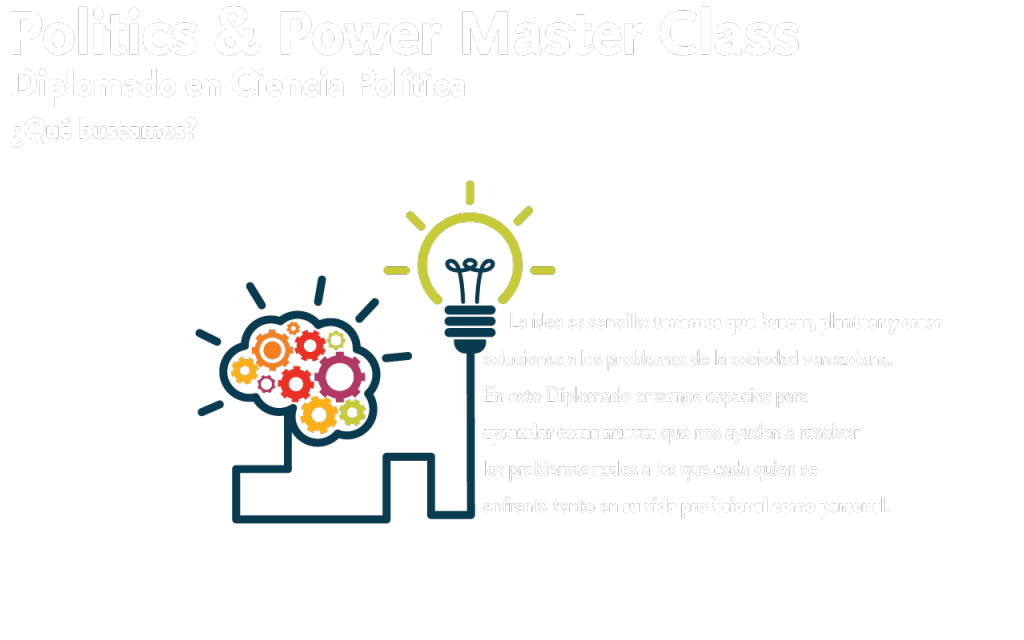 Politics & Power Master Class
Diplomado en Ciencia Política
¿Qué buscamos?
La idea es sencilla: tenemos que buscar, plantear y crear
soluciones a los problemas de la sociedad venezolana.
En este Diplomado creamos espacios para
aprender cosas nuevas que nos ayuden a resolver
los problemas reales a los que cada quien se
enfrenta tanto en su vida profesional como personal.